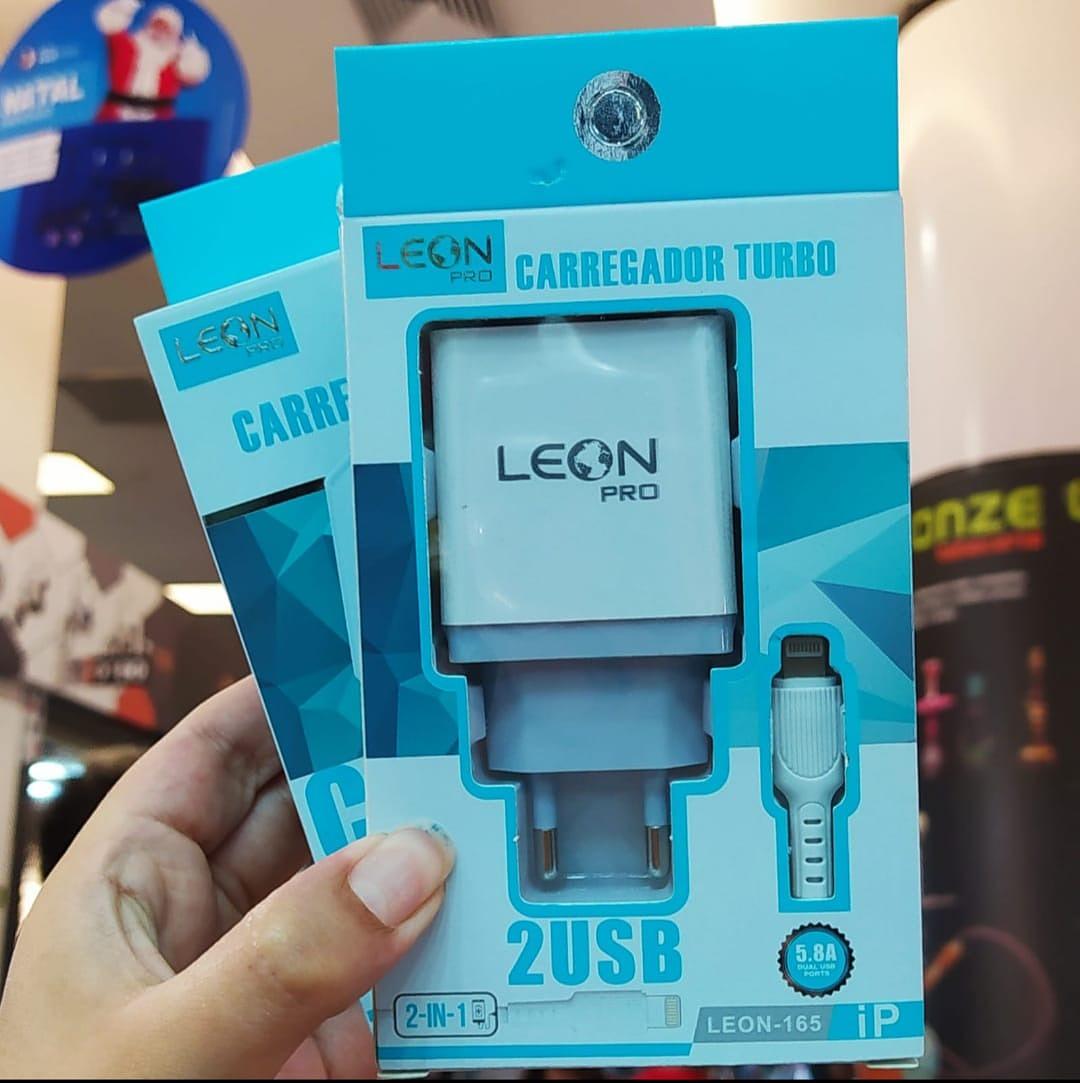 NATAL
LEON
PRO
CARREGADOR TURBO
LEON
PRO
CARRE
LEON
PRO
C
2USB
5.8A
DUAL USB
PORTS
2-IN-1
LEON-165
iP
ONZE